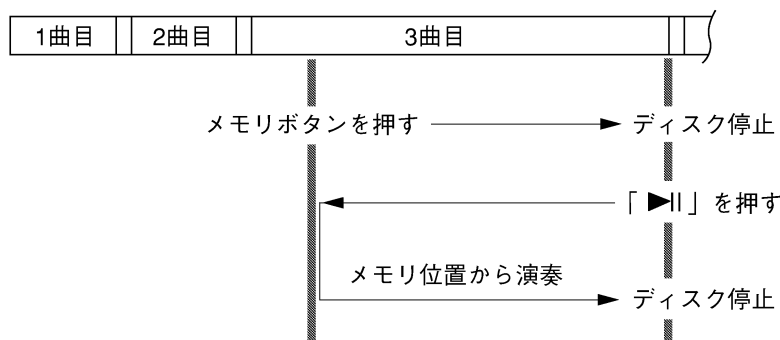 1曲目 2曲目 3曲目
メモリボタンを押す ディスク停止
「▶II」を押す
メモリ位置から演奏
ディスク停止